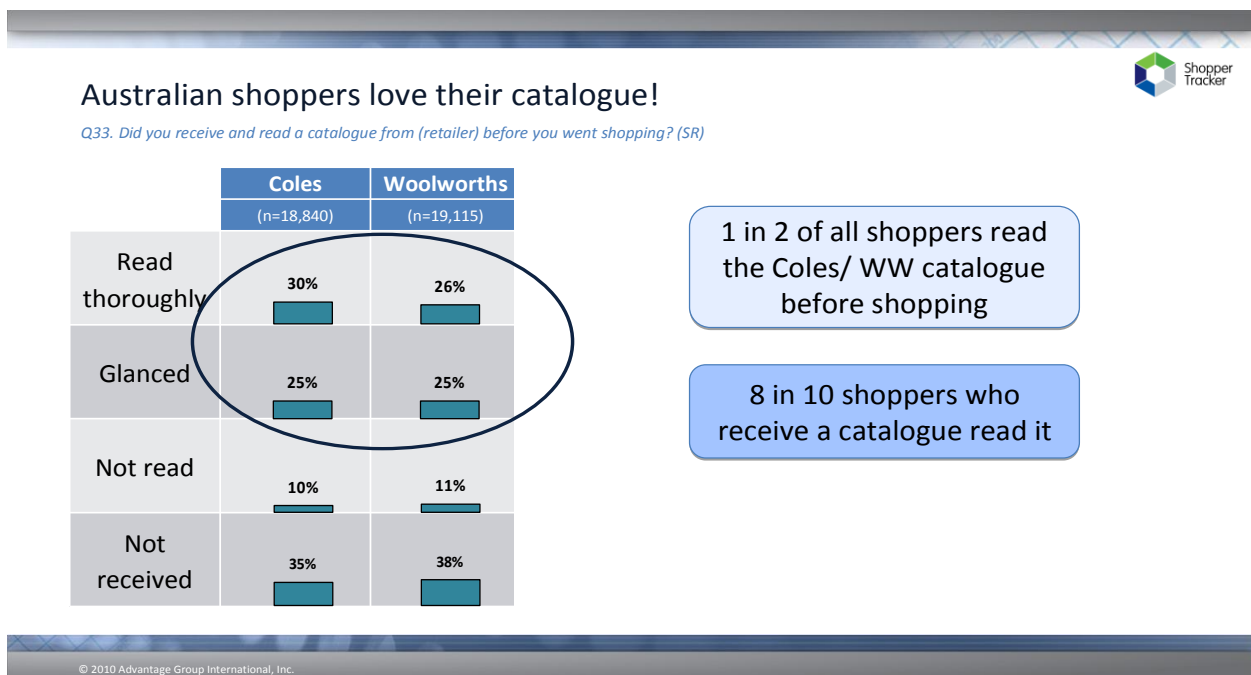 Shopper
Tracker
Australian shoppers love their catalogue!
Q33. Did you receive and read a catalogue from (retailer) before you went shopping? (SR)
Coles Woolworths
(n=18,840) (n=19,115)
Read
thoroughly
30% 26%
Glanced
25% 25%
Not read
10% 11%
Not
received
35% 38%
1 in 2 of all shoppers read
the Coles/ WW catalogue
before shopping
8 in 10 shoppers who
receive a catalogue read it
© 2010 Advantage Group International, Inc.